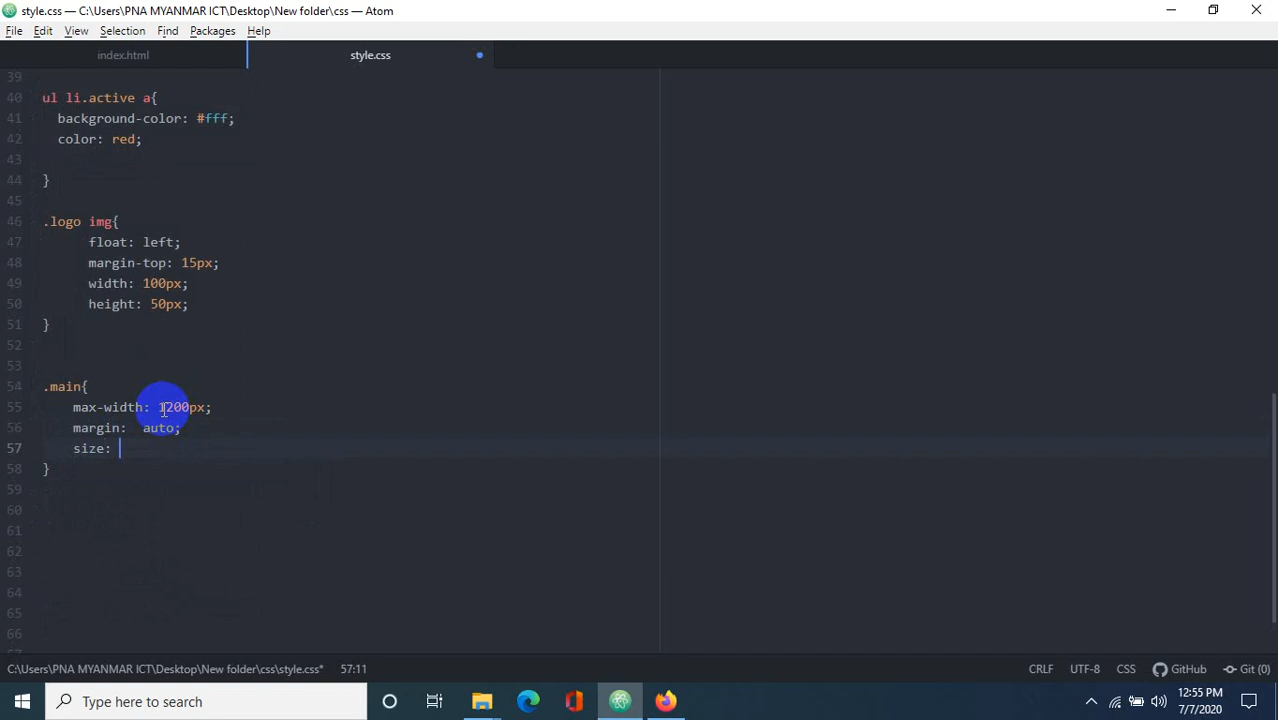 style.css — C:\Users\PNA MYANMAR ICT\Desktop\New folder\css — Atom
File Edit View Selection Find Packages Help
index.html style.css
39
40 ul li.active a{
41 background-color: #fff;
42 color: red;
43
44 }
45
46 .logo img{
47 float: left;
48 margin-top: 15px;
49 width: 100px;
50 height: 50px;
51 }
52
53
54 .main{
55 max-width: 1200px;
56 margin: auto;
57 size:
58 }
59
60
61
62
63
64
65
66
C:\Users\PNA MYANMAR ICT\Desktop\New folder\css\style.css* 57:11 CRLF UTF-8 CSS GitHub Git (0)
Type here to search 12:55 PM
7/7/2020